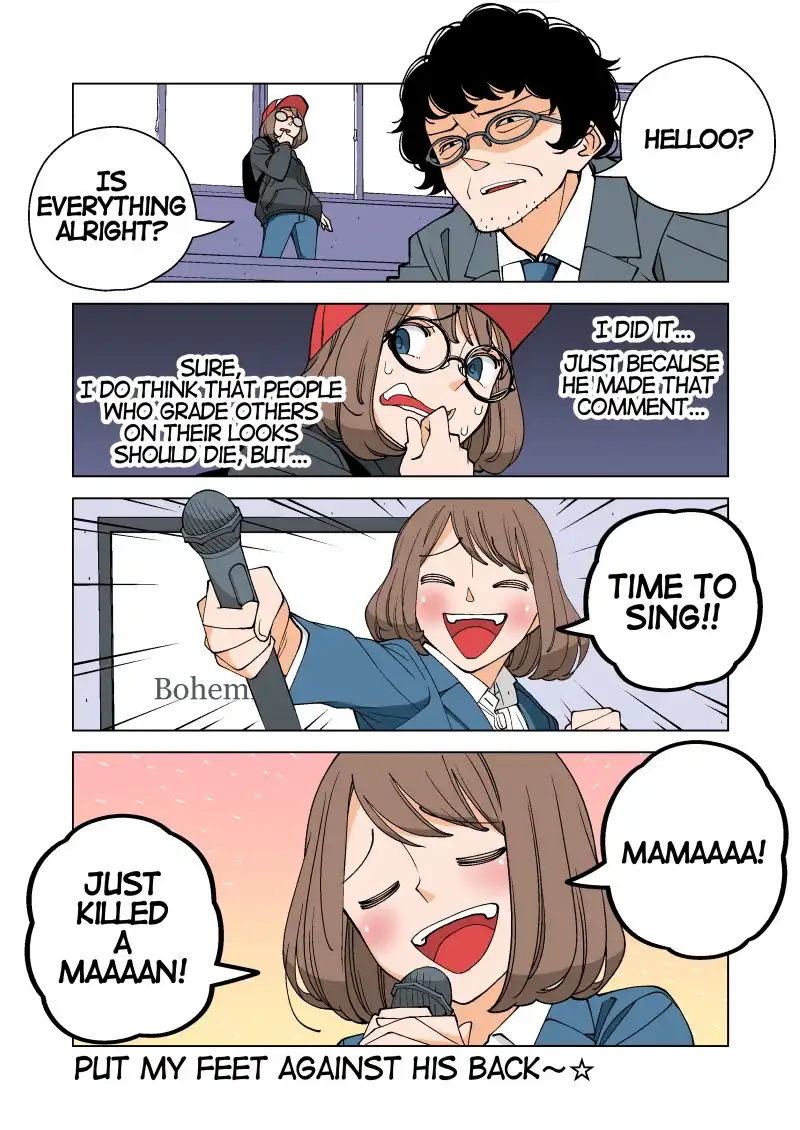 HELLOO?
IS
EVERYTHING
ALRIGHT?
I DID IT...
JUST BECAUSE
HE MADE THAT
COMMENT...
SURE,
I DO THINK THAT PEOPLE
WHO GRADE OTHERS
ON THEIR LOOKS
SHOULD DIE, BUT...
TIME TO
SING!!
Bohem
MAMAAAA!
JUST
KILLED
A
MAAAAN!
PUT MY FEET AGAINST HIS BACK~☆